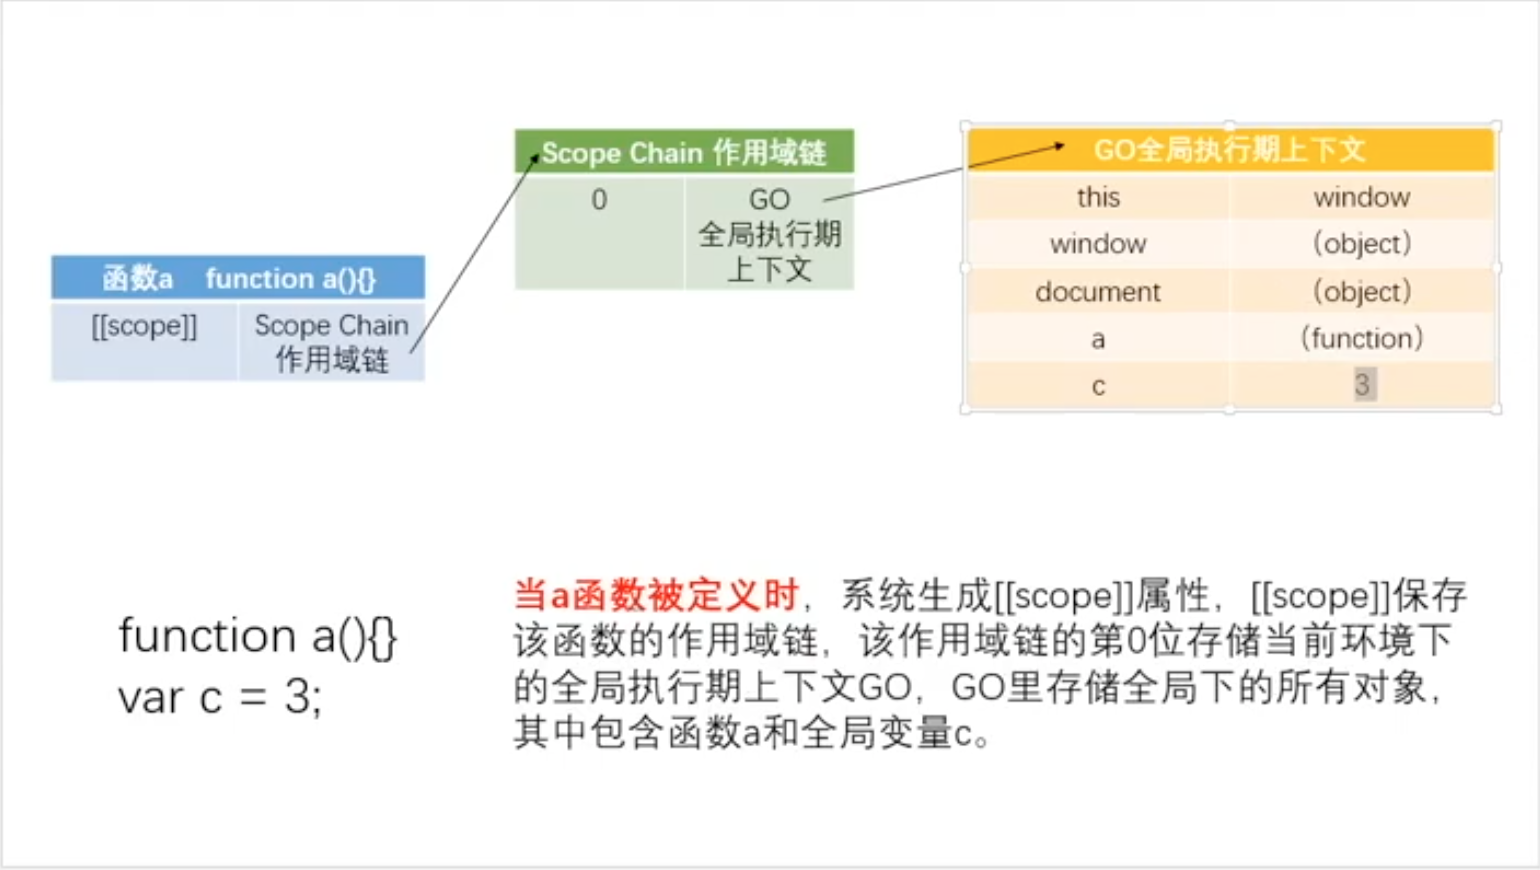 Scope Chain 作用域链
0 GO
全局执行期
上下文
GO全局执行期上下文
this window
window （object）
document （object）
a （function）
c 3
函数a function a(){}
[[scope]] Scope Chain
作用域链
function a(){}
var c = 3;
当a函数被定义时，系统生成[[scope]]属性，[[scope]]保存
该函数的作用域链，该作用域链的第0位存储当前环境下
的全局执行期上下文GO，GO里存储全局下的所有对象，
其中包含函数a和全局变量c。